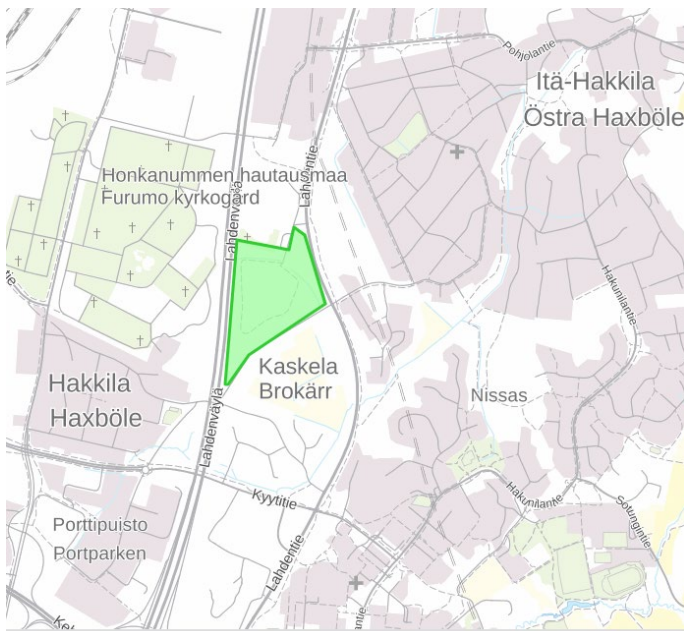 Pohjolantie
Itä-Hakkila
Östra Haxböle
Honkanummen hautausmaa
Furumo kyrkogård
Lahdenväylä
Lahdentie
Hakunilantie
Kaskela
Brokärr
Hakkila
Haxböle
Nissas
Lahdenväylä
Kyytitie
Hakunilantie
Sotungintie
Porttipuisto
Portparken
Lahdentie